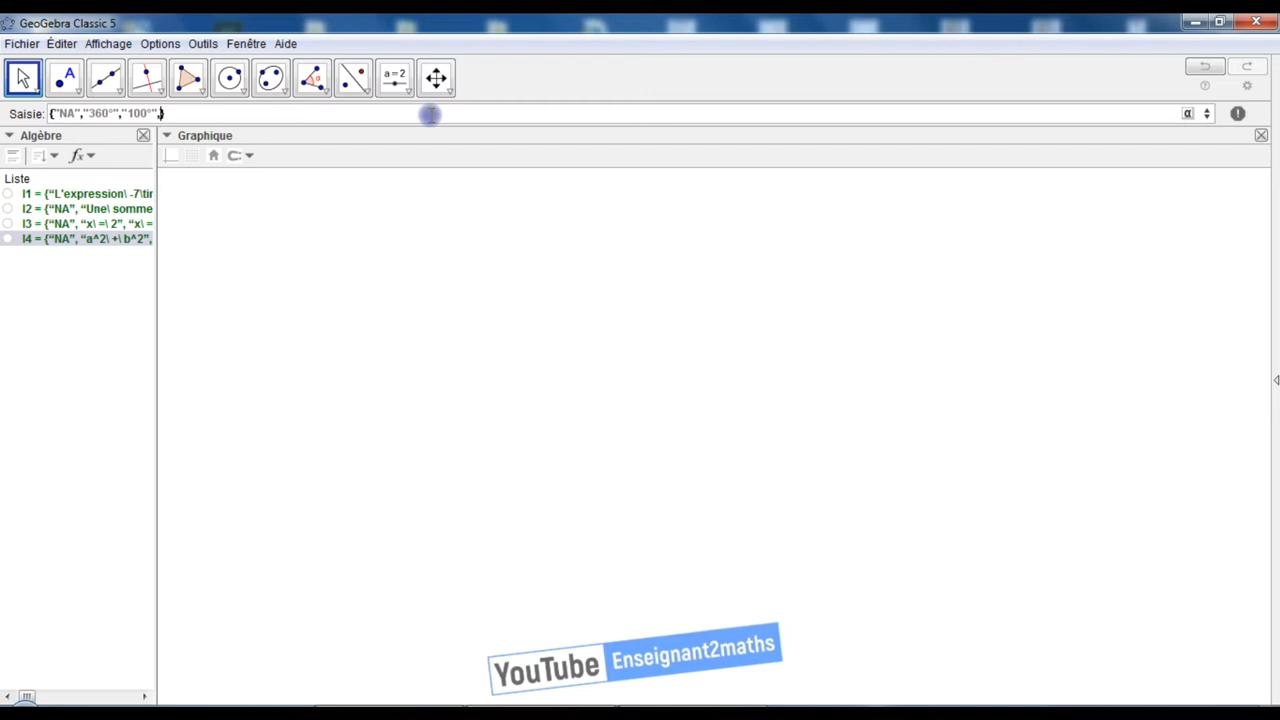 GeoGebra Classic 5
Fichier Éditer Affichage Options Outils Fenêtre Aide
A
α
a=2
Saisie: {"NA","360°","100°",}
α
Algèbre
Graphique
fx
Liste
l1 = {“L'expression\ -7\tir
l2 = {“NA”, “Une\ somme
l3 = {“NA”, “x\ =\ 2”, “x\ =
l4 = {“NA”, “a^2\ +\ b^2”,
YouTube Enseignant2maths